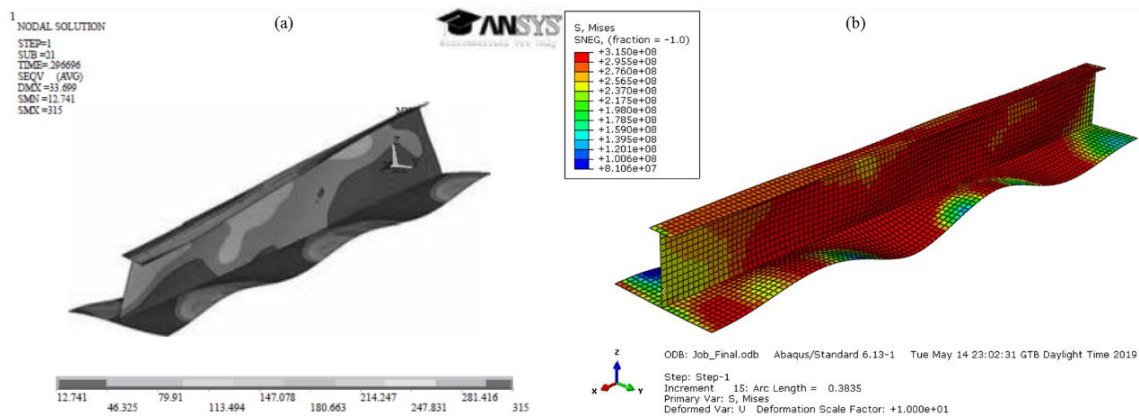 1
NODAL SOLUTION
STEP=1
SUB =21
TIME=.296696
SEQV (AVG)
DMX=33.699
SMN =12.741
SMX =315
(a)
ANSYS
Z
12.741 79.91 147.078 214.247 281.416
46.325 113.494 180.663 247.831 315
(b)
S, Mises
SNEG, (fraction = -1.0)
+3.150e+08
+2.955e+08
+2.760e+08
+2.565e+08
+2.370e+08
+2.175e+08
+1.980e+08
+1.785e+08
+1.590e+08
+1.395e+08
+1.201e+08
+1.006e+08
+8.106e+07
Z
X Y
ODB: Job_Final.odb Abaqus/Standard 6.13-1 Tue May 14 23:02:31 GTB Daylight Time 2019
Step: Step-1
Increment 15: Arc Length = 0.3835
Primary Var: S, Mises
Deformed Var: U Deformation Scale Factor: +1.000e+01